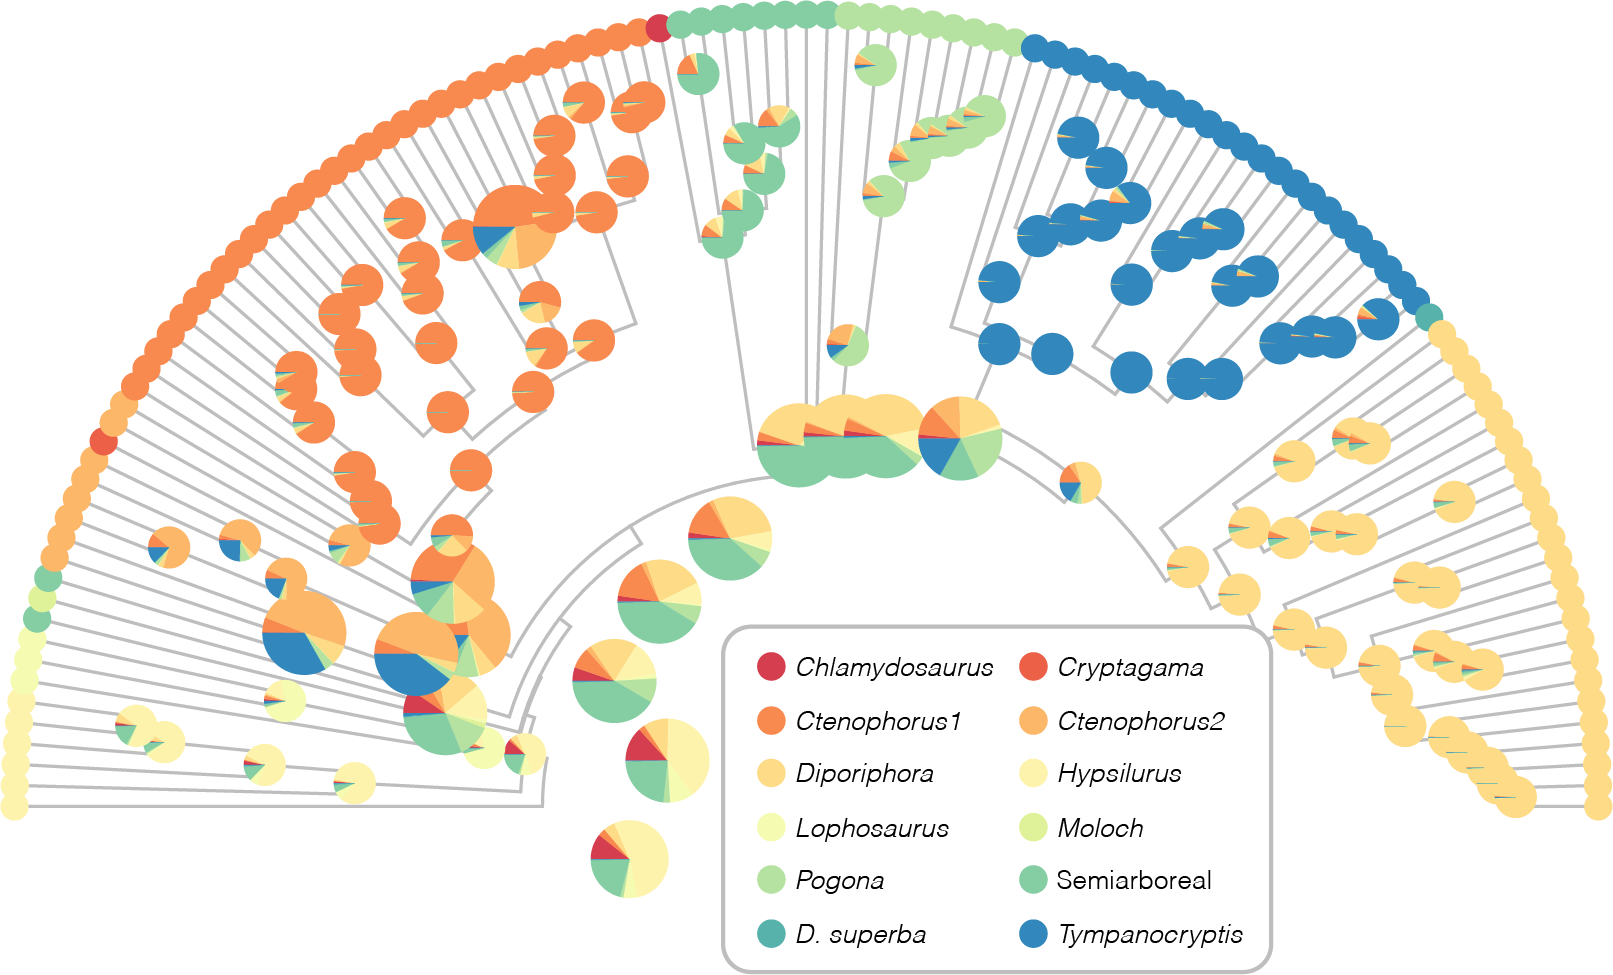 Chlamydosaurus Cryptagama
Ctenophorus1 Ctenophorus2
Diporiphora Hypsilurus
Lophosaurus Moloch
Pogona Semiarboreal
D. superba Tympanocryptis